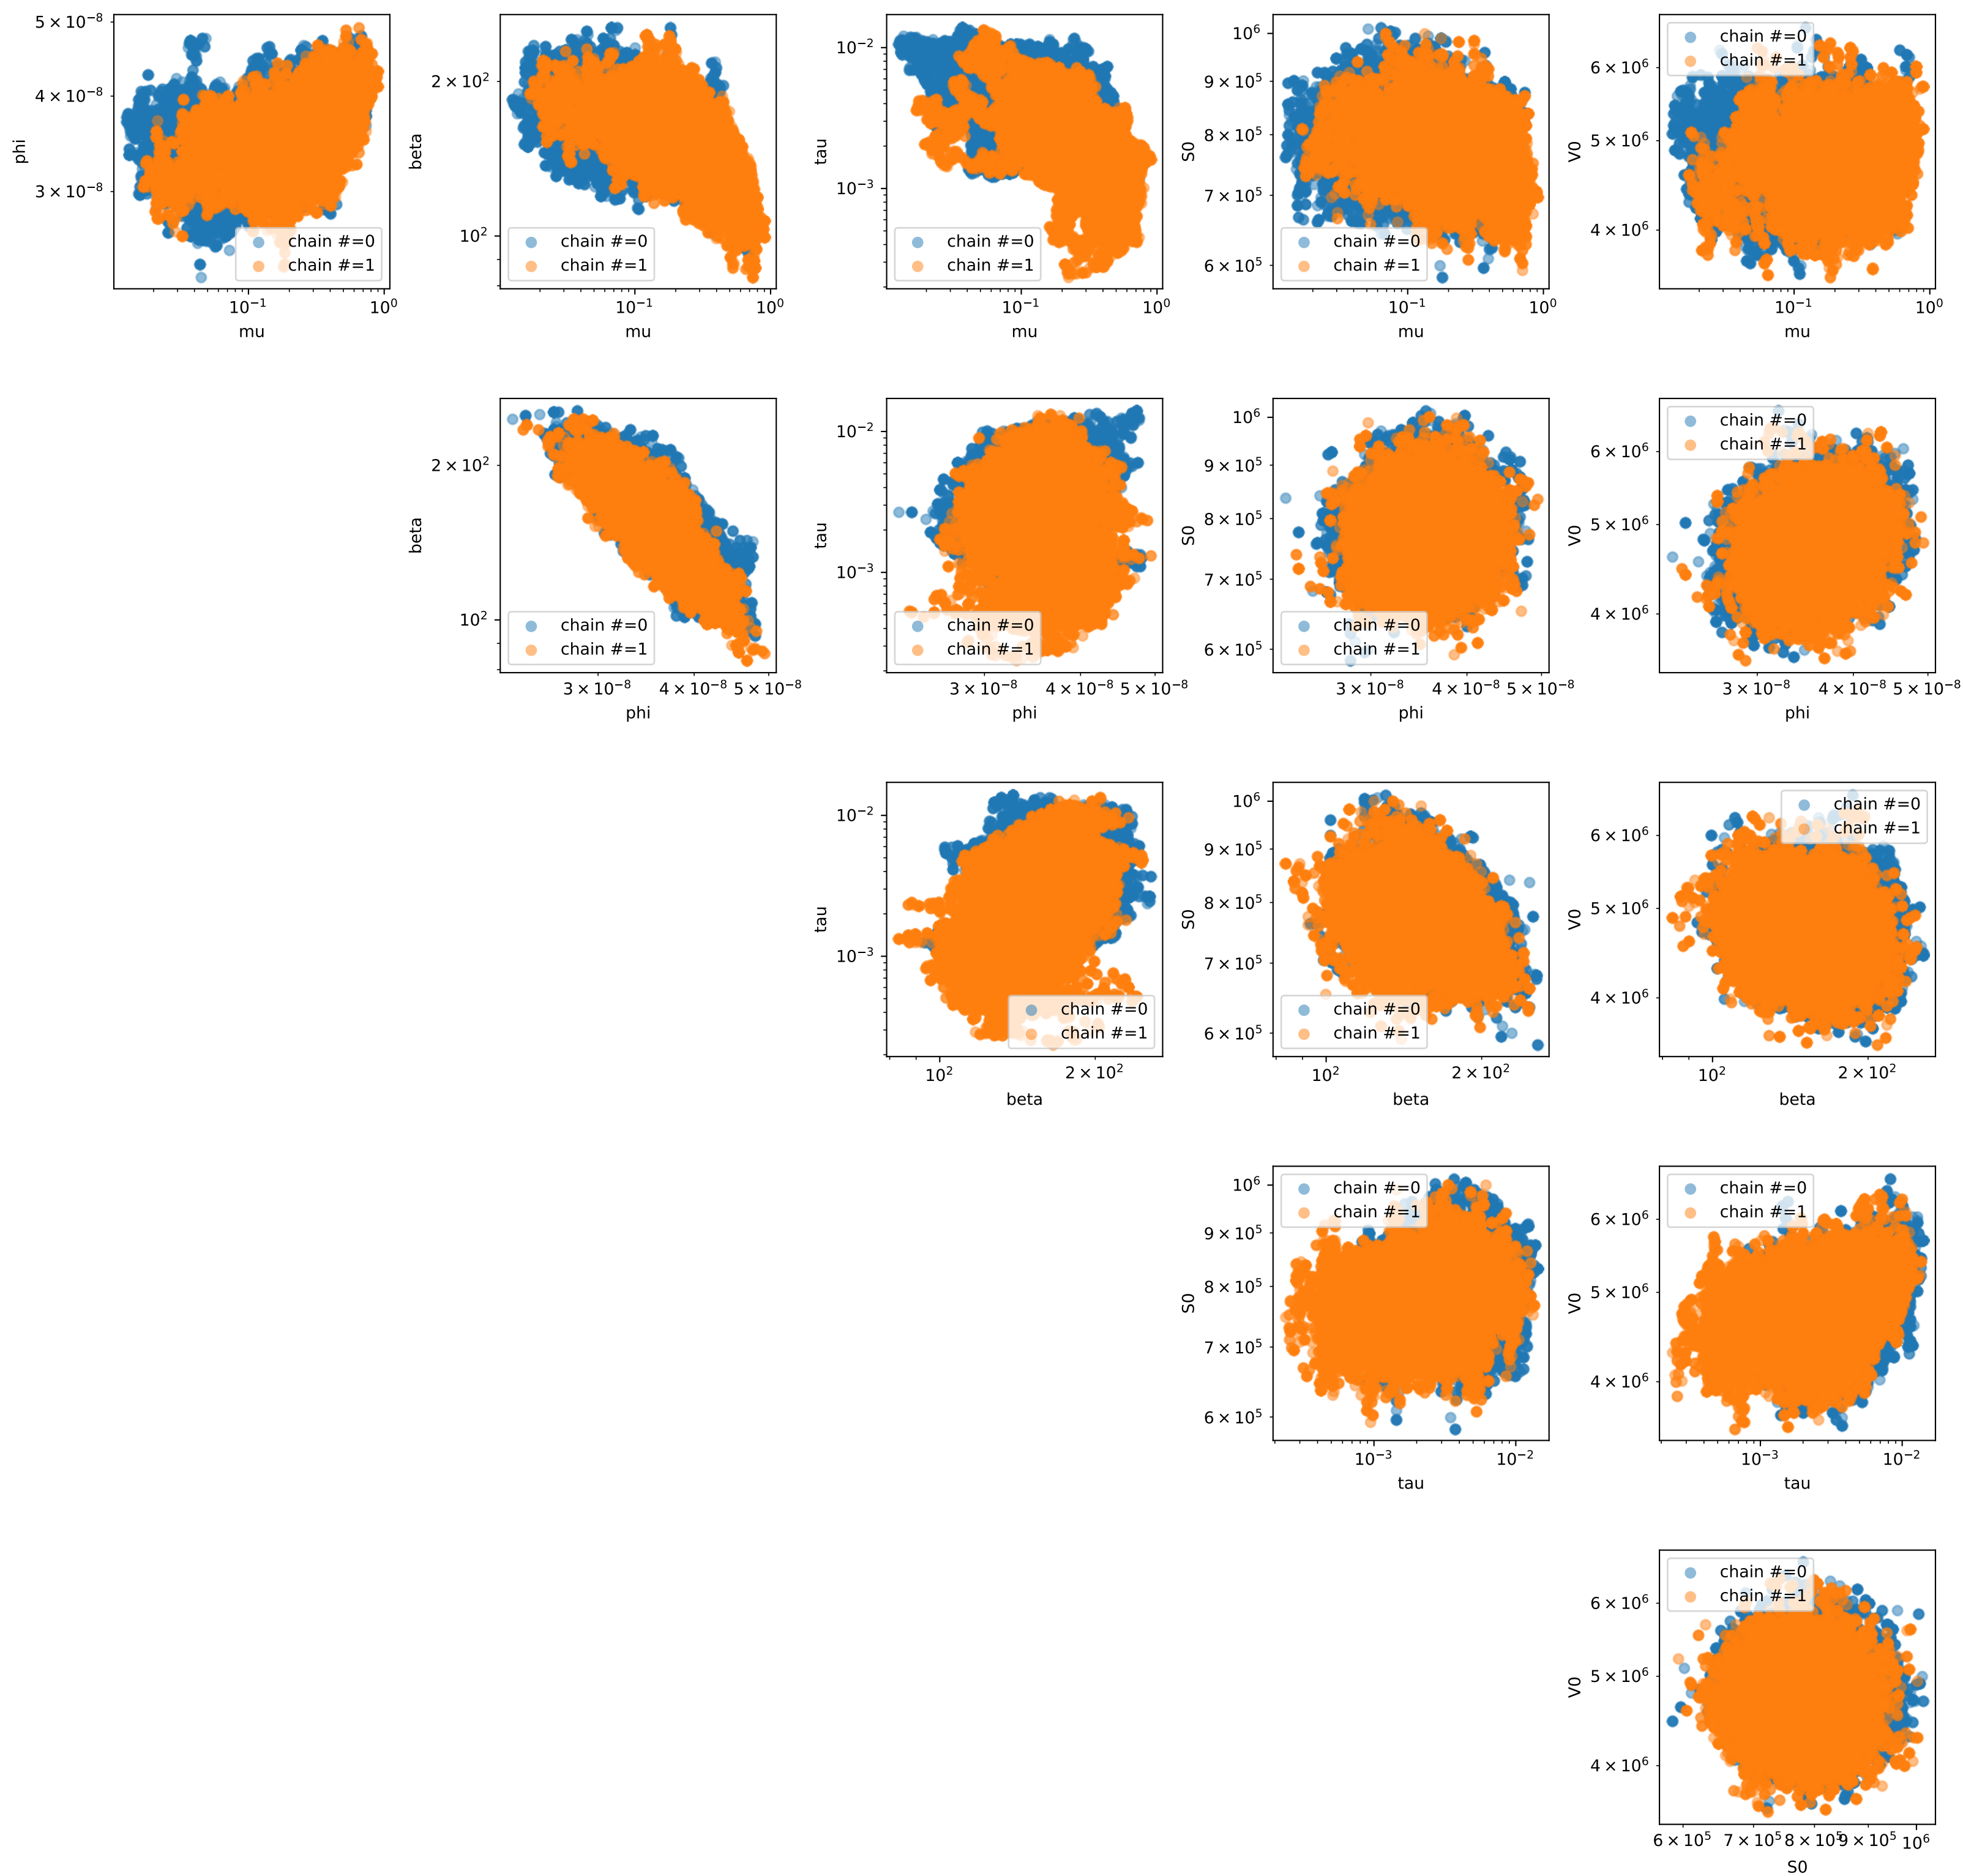 5 × 10⁻⁸
4 × 10⁻⁸
3 × 10⁻⁸
phi
chain #=0
chain #=1
10⁻¹
10⁰
mu
2 × 10²
10²
beta
chain #=0
chain #=1
10⁻¹
10⁰
mu
10⁻²
10⁻³
tau
chain #=0
chain #=1
10⁻¹
10⁰
mu
10⁶
9 × 10⁵
8 × 10⁵
7 × 10⁵
6 × 10⁵
S0
chain #=0
chain #=1
10⁻¹
10⁰
mu
6 × 10⁶
5 × 10⁶
4 × 10⁶
V0
chain #=0
chain #=1
10⁻¹
10⁰
mu
2 × 10²
10²
beta
chain #=0
chain #=1
3 × 10⁻⁸
4 × 10⁻⁸
5 × 10⁻⁸
phi
10⁻²
10⁻³
tau
chain #=0
chain #=1
3 × 10⁻⁸
4 × 10⁻⁸
5 × 10⁻⁸
phi
10⁶
9 × 10⁵
8 × 10⁵
7 × 10⁵
6 × 10⁵
S0
chain #=0
chain #=1
3 × 10⁻⁸
4 × 10⁻⁸
5 × 10⁻⁸
phi
6 × 10⁶
5 × 10⁶
4 × 10⁶
V0
chain #=0
chain #=1
3 × 10⁻⁸
4 × 10⁻⁸
5 × 10⁻⁸
phi
10⁻²
10⁻³
tau
chain #=0
chain #=1
10²
2 × 10²
beta
10⁶
9 × 10⁵
8 × 10⁵
7 × 10⁵
6 × 10⁵
S0
chain #=0
chain #=1
10²
2 × 10²
beta
6 × 10⁶
5 × 10⁶
4 × 10⁶
V0
chain #=0
chain #=1
10²
2 × 10²
beta
10⁶
9 × 10⁵
8 × 10⁵
7 × 10⁵
6 × 10⁵
S0
chain #=0
chain #=1
10⁻³
10⁻²
tau
6 × 10⁶
5 × 10⁶
4 × 10⁶
V0
chain #=0
chain #=1
10⁻³
10⁻²
tau
6 × 10⁶
5 × 10⁶
4 × 10⁶
V0
chain #=0
chain #=1
6 × 10⁵
7 × 10⁵
8 × 10⁵
9 × 10⁵
10⁶
S0